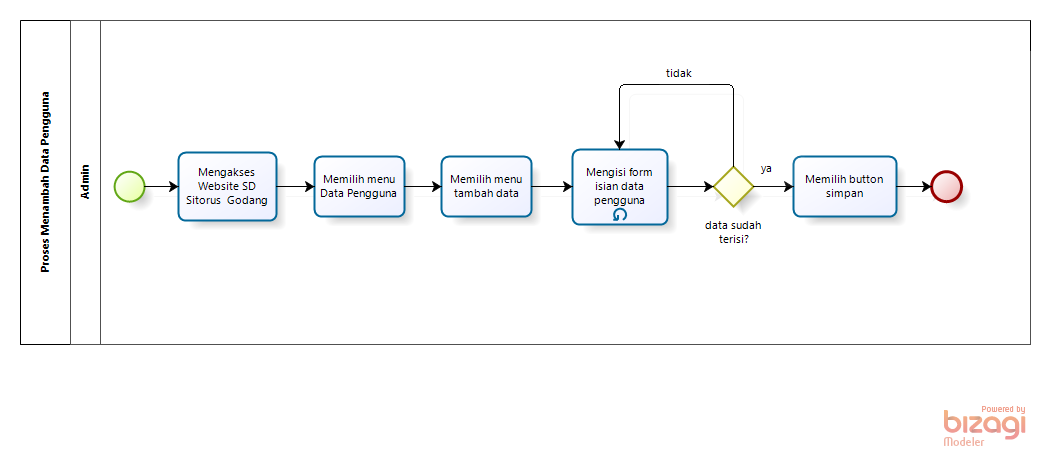 Proses Menambah Data Pengguna
Admin
Mengakses
Website SD
Sitorus Godang
Memilih menu
Data Pengguna
Memilih menu
tambah data
Mengisi form
isian data
pengguna
tidak
data sudah
terisi?
ya
Memilih button
simpan
Powered by
bizagi
Modeler